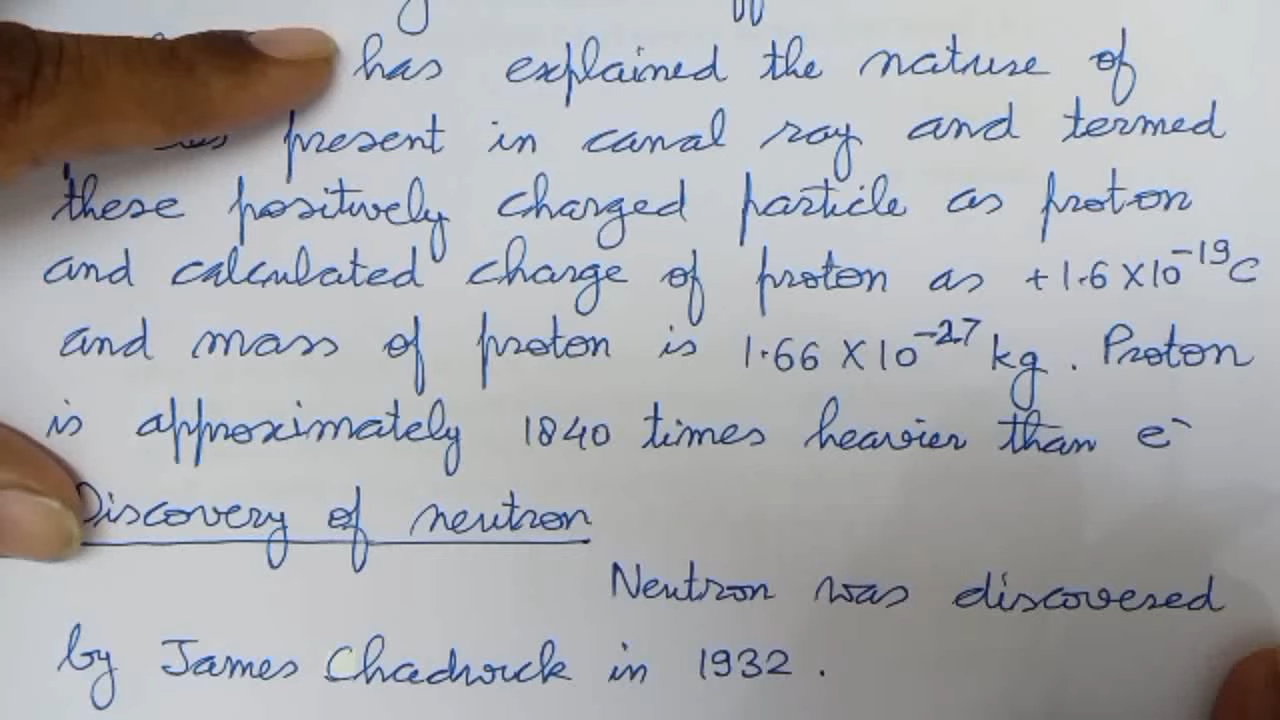 has explained the nature of
present in canal ray and termed
these positively charged particle as proton
and calculated charge of proton as +1.6 X 10⁻¹⁹C
and mass of proton is 1.66 X 10⁻²⁷ kg. Proton
is approximately 1840 times heavier than e⁻
Discovery of neutron
Neutron was discovered
by James Chadwick in 1932.